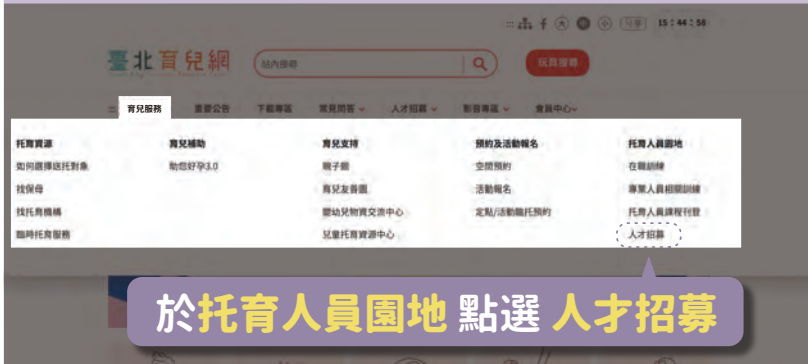 15:44:58
臺北育兒網
站內搜尋
玩具搜尋
育兒服務 重要公告 下載專區 常見問答 人才招募 影音專區 會員中心
托育資源 育兒補助 育兒支持 預約及活動報名 托育人員園地
如何選擇送托對象 助您好孕3.0 親子館 空間預約 在職訓練
找保母 育兒友善園 活動報名 專業人員相關訓練
找托育機構 嬰幼兒物資交流中心 定點/活動臨托預約 托育人員課程刊登
臨時托育服務 兒童托育資源中心 人才招募
於托育人員園地 點選 人才招募